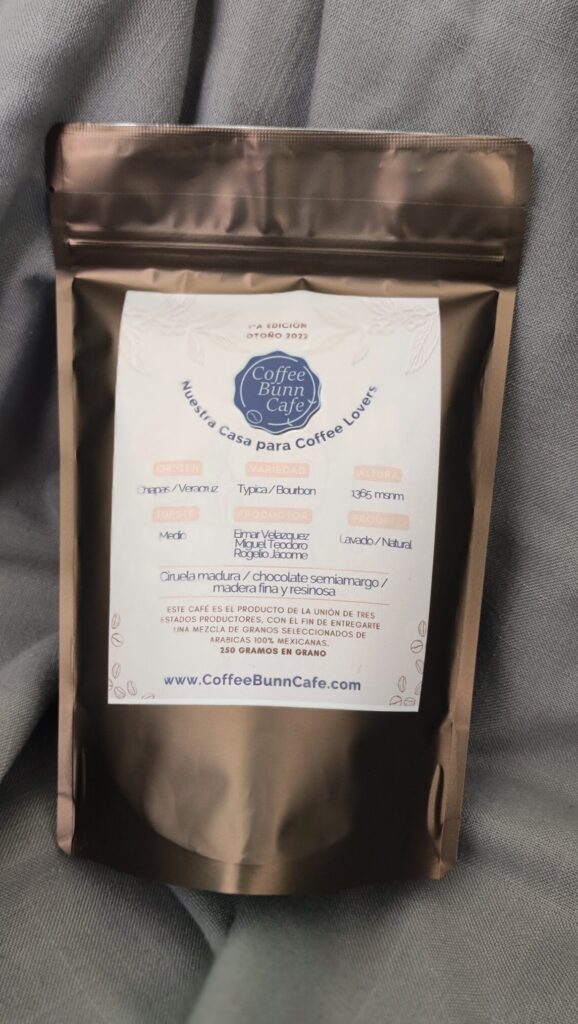 1ª EDICIÓN
OTOÑO 2022
Coffee
Bunn
Cafe
Nuestra Casa para Coffee Lovers
ORIGEN
VARIEDAD
ALTURA
Chiapas / Veracruz
Typica / Bourbon
1365 msnm
TUESTE
PRODUCTOR
PROCESO
Medio
Eimar Velazquez
Miguel Teodoro
Rogelio Jacome
Lavado / Natural
Ciruela madura / chocolate semiamargo /
madera fina y resinosa
ESTE CAFÉ ES EL PRODUCTO DE LA UNIÓN DE TRES
ESTADOS PRODUCTORES, CON EL FIN DE ENTREGARTE
UNA MEZCLA DE GRANOS SELECCIONADOS DE
ARABICAS 100% MEXICANAS.
250 GRAMOS EN GRANO
www.CoffeeBunnCafe.com